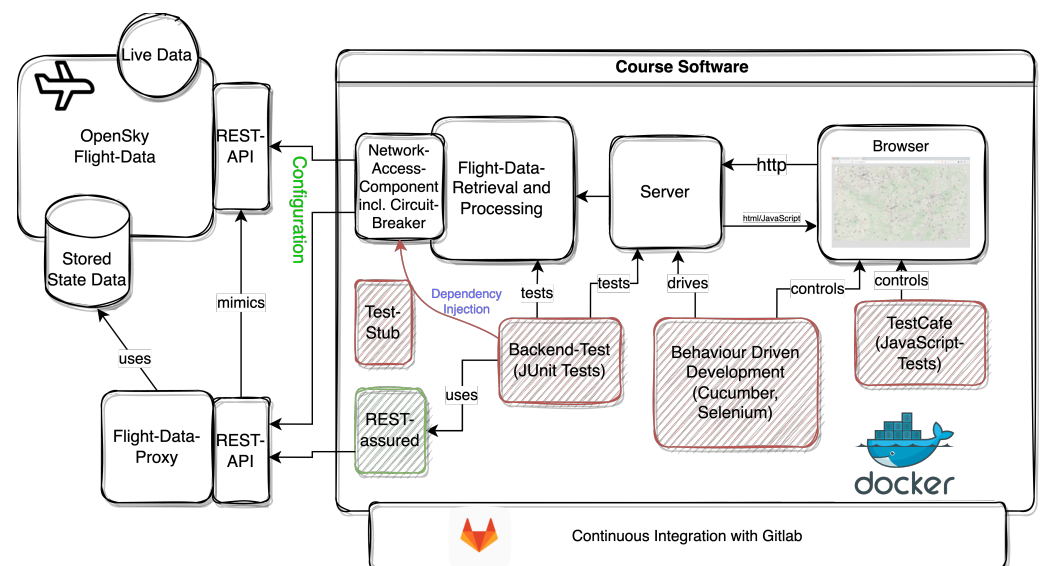 Live Data
OpenSky
Flight-Data
REST-
API
Stored
State Data
mimics
uses
Flight-Data-
Proxy
REST-
API
Configuration
Course Software
Network-
Access-
Component
incl. Circuit-
Breaker
Flight-Data-
Retrieval and
Processing
Server
http
html/JavaScript
Browser
Test-
Stub
Dependency
Injection
tests
tests
drives
controls
controls
Backend-Test
(JUnit Tests)
uses
REST-
assured
Behaviour Driven
Development
(Cucumber,
Selenium)
TestCafe
(JavaScript-
Tests)
docker
Continuous Integration with Gitlab